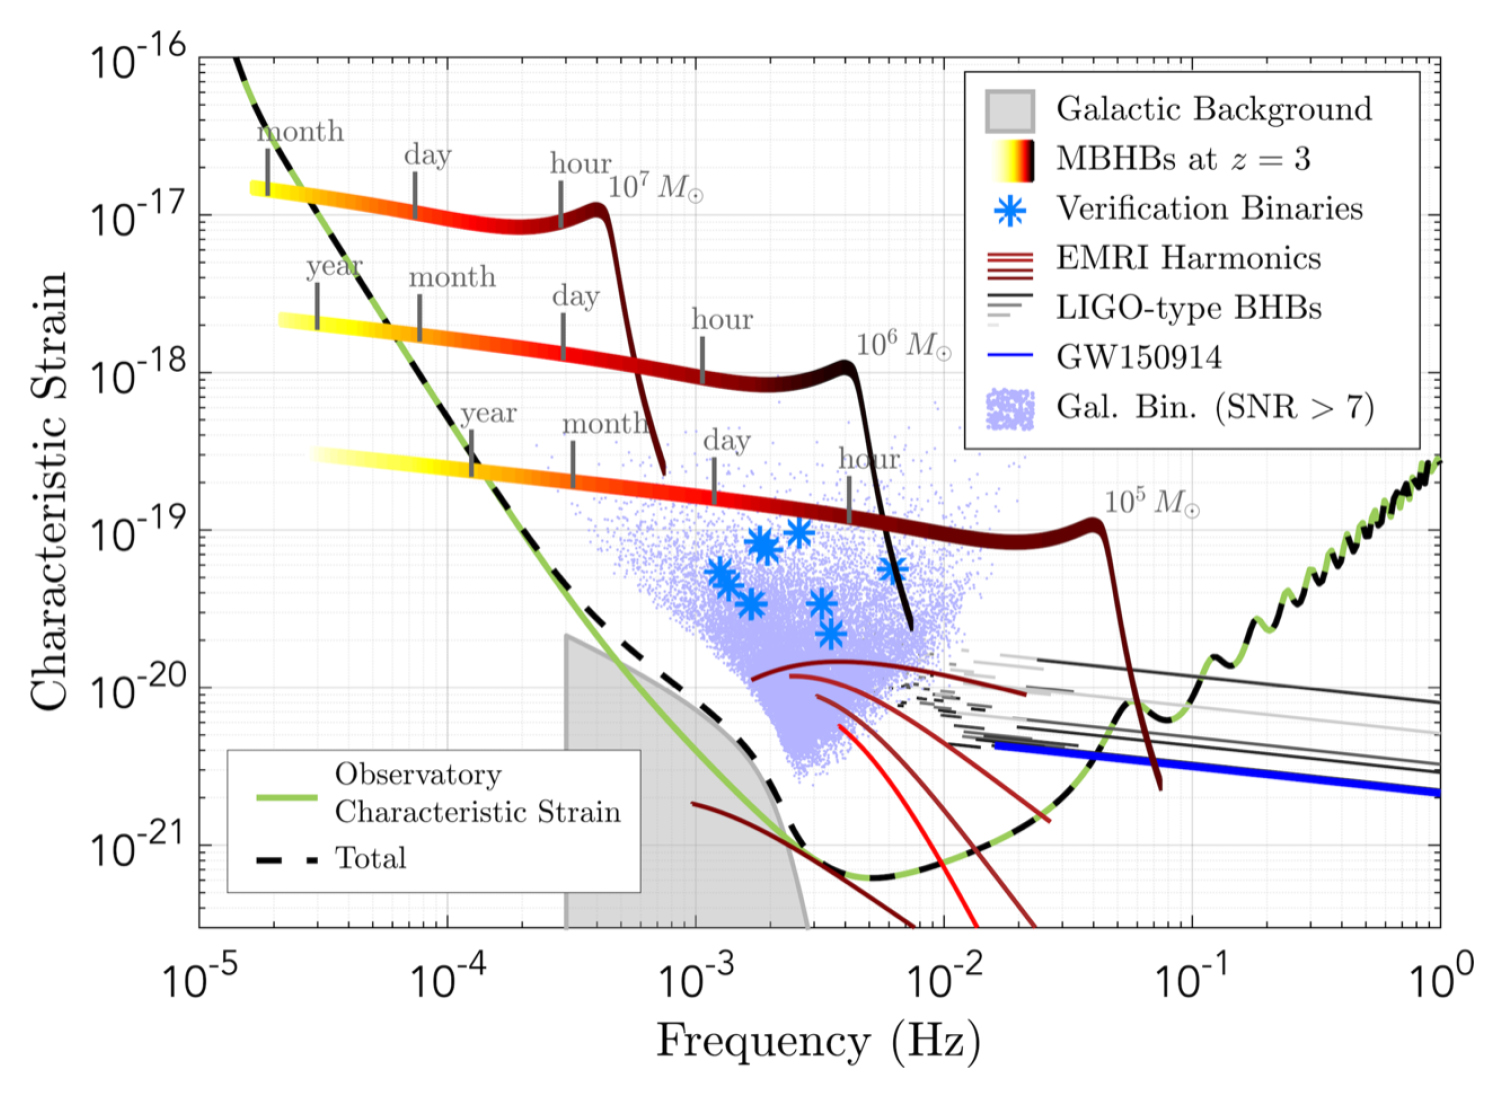 10^-16
10^-17
10^-18
10^-19
10^-20
10^-21
Characteristic Strain
month
day
hour
10^7 M_⊙
year
month
day
hour
10^6 M_⊙
year
month
day
hour
10^5 M_⊙
Galactic Background
MBHBs at z = 3
Verification Binaries
EMRI Harmonics
LIGO-type BHBs
GW150914
Gal. Bin. (SNR > 7)
Observatory
Characteristic Strain
Total
10^-5 10^-4 10^-3 10^-2 10^-1 10^0
Frequency (Hz)